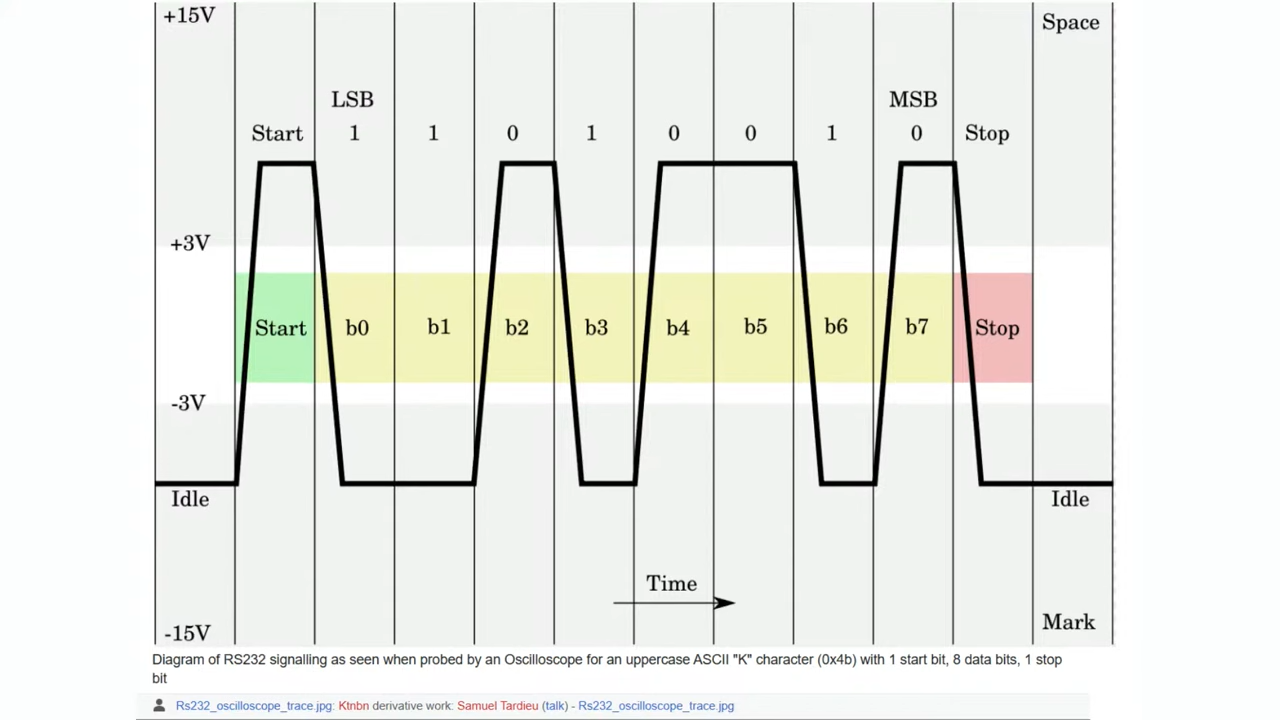 +15V
Space
LSB
MSB
Start 1 1 0 1 0 0 1 0 Stop
+3V
Start b0 b1 b2 b3 b4 b5 b6 b7 Stop
-3V
Idle
Idle
Time
-15V
Mark
Diagram of RS232 signalling as seen when probed by an Oscilloscope for an uppercase ASCII "K" character (0x4b) with 1 start bit, 8 data bits, 1 stop
bit
Rs232_oscilloscope_trace.jpg: Ktnbn derivative work: Samuel Tardieu (talk) - Rs232_oscilloscope_trace.jpg